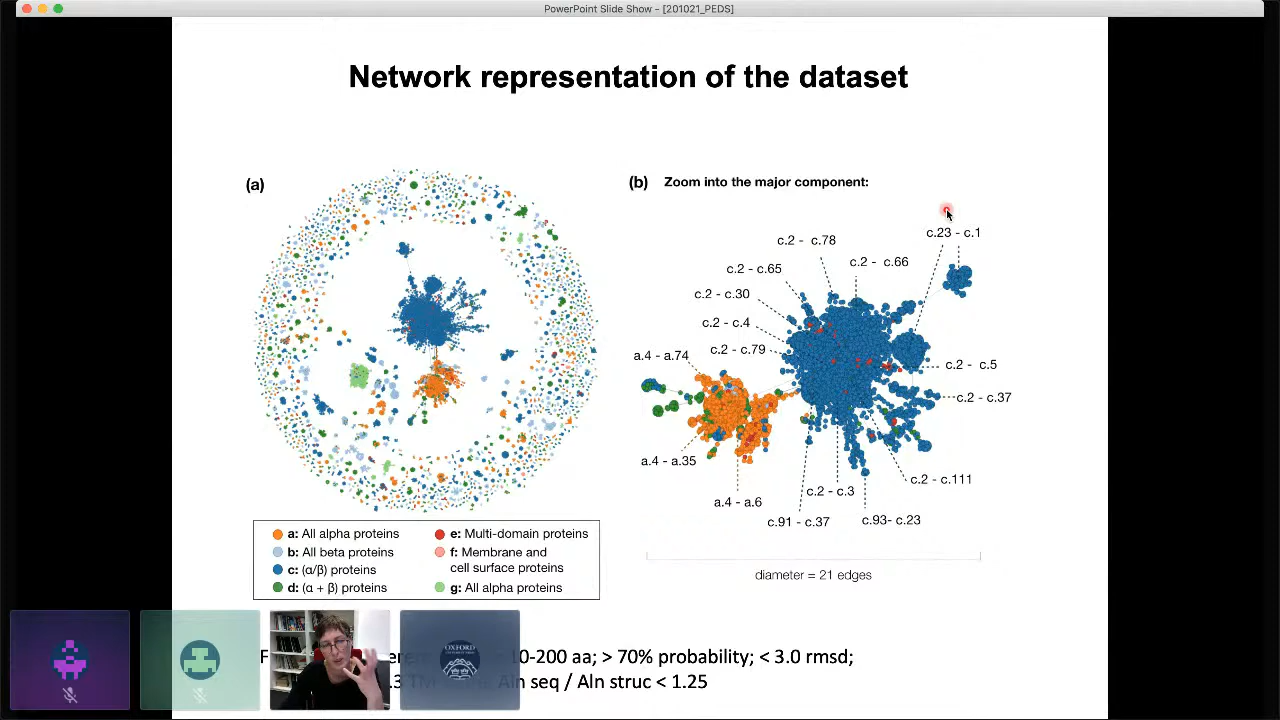 PowerPoint Slide Show - [201021_PEDS]
Network representation of the dataset
(a)
(b) Zoom into the major component:
c.23 - c.1
c.2 - c.78
c.2 - c.66
c.2 - c.65
c.2 - c.30
c.2 - c.4
c.2 - c.79
a.4 - a.74
c.2 - c.5
c.2 - c.37
a.4 - a.35
c.2 - c.111
c.2 - c.3
a.4 - a.6
c.91 - c.37
c.93- c.23
diameter = 21 edges
a: All alpha proteins
b: All beta proteins
c: (α/β) proteins
d: (α + β) proteins
e: Multi-domain proteins
f: Membrane and
cell surface proteins
g: All alpha proteins
0-200 aa; > 70% probability; < 3.0 rmsd;
Aln seq / Aln struc < 1.25
OXFORD